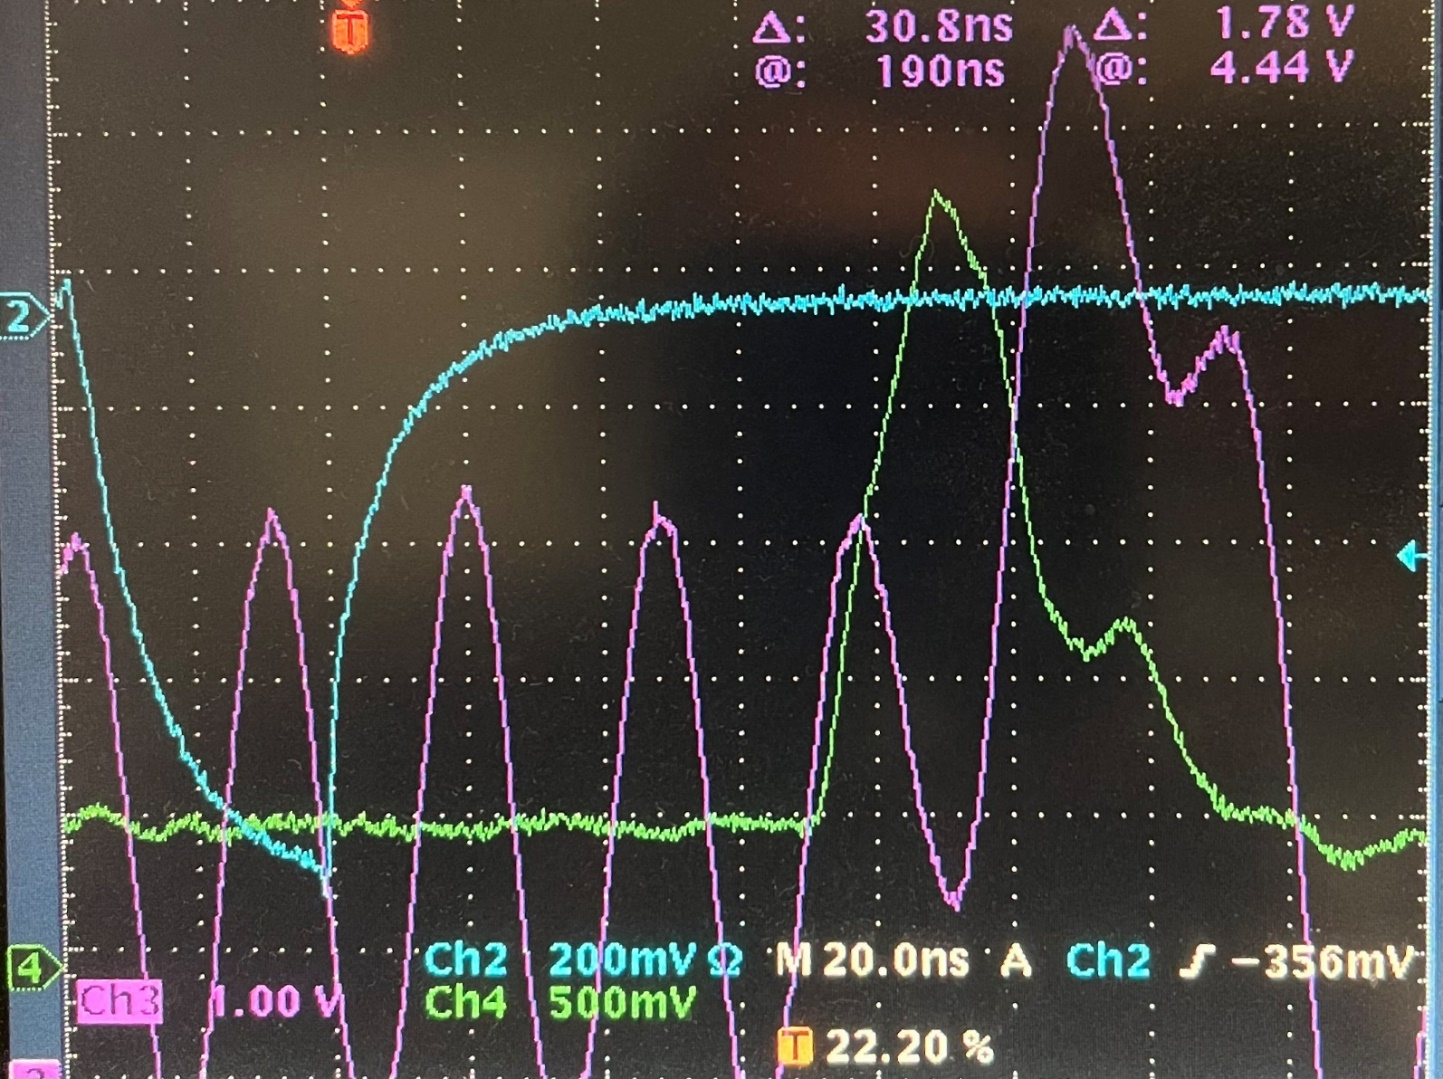 T
Δ: 30.8ns Δ: 1.78 V
@: 190ns @: 4.44 V
2
4
Ch2 200mV Ω M 20.0ns A Ch2 ƒ -356mV
Ch3 1.00 V Ch4 500mV
T 22.20 %